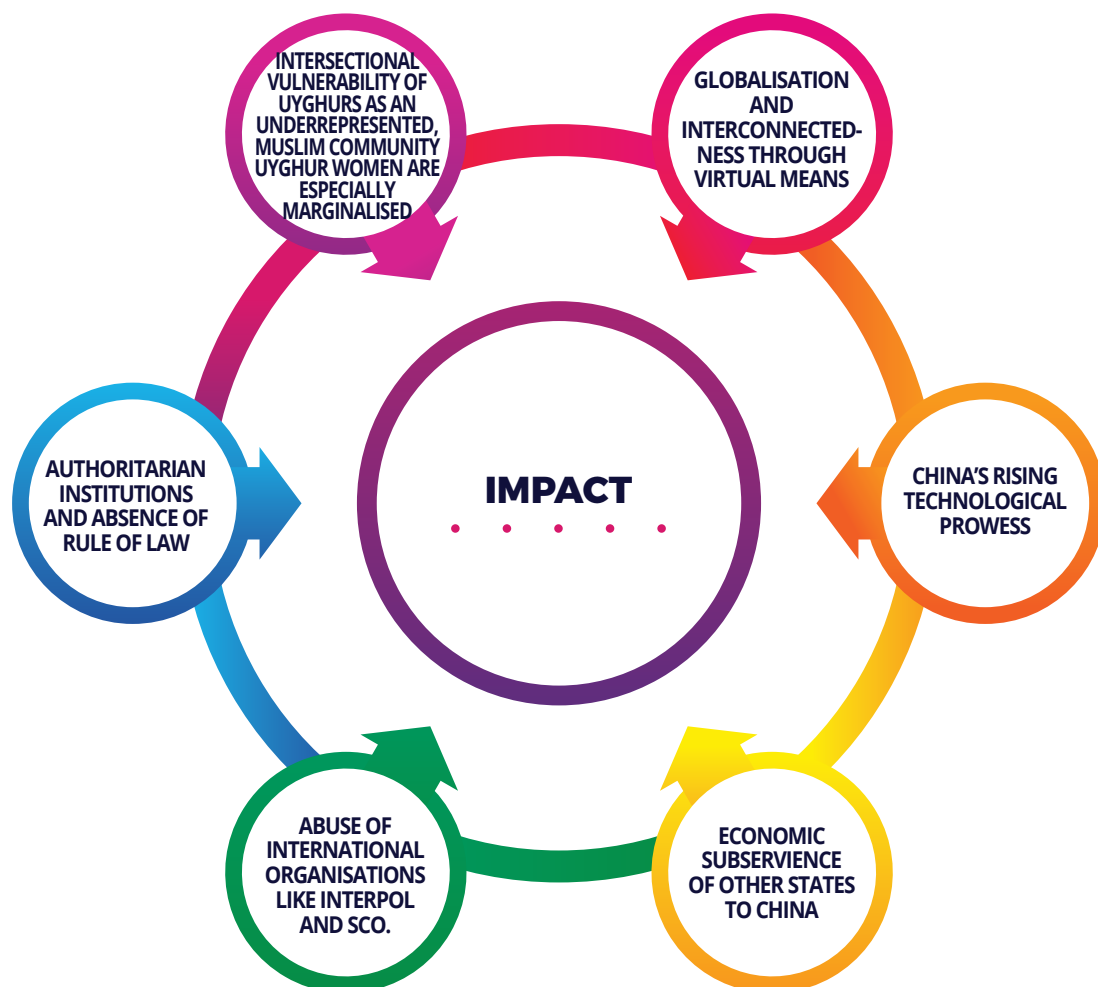 INTERSECTIONAL
VULNERABILITY OF
UYGHURS AS AN
UNDERREPRESENTED,
MUSLIM COMMUNITY
UYGHUR WOMEN ARE
ESPECIALLY
MARGINALISED
GLOBALISATION
AND
INTERCONNECTED-
NESS THROUGH
VIRTUAL MEANS
AUTHORITARIAN
INSTITUTIONS
AND ABSENCE OF
RULE OF LAW
IMPACT
CHINA'S RISING
TECHNOLOGICAL
PROWESS
ABUSE OF
INTERNATIONAL
ORGANISATIONS
LIKE INTERPOL
AND SCO.
ECONOMIC
SUBSERVIENCE
OF OTHER STATES
TO CHINA